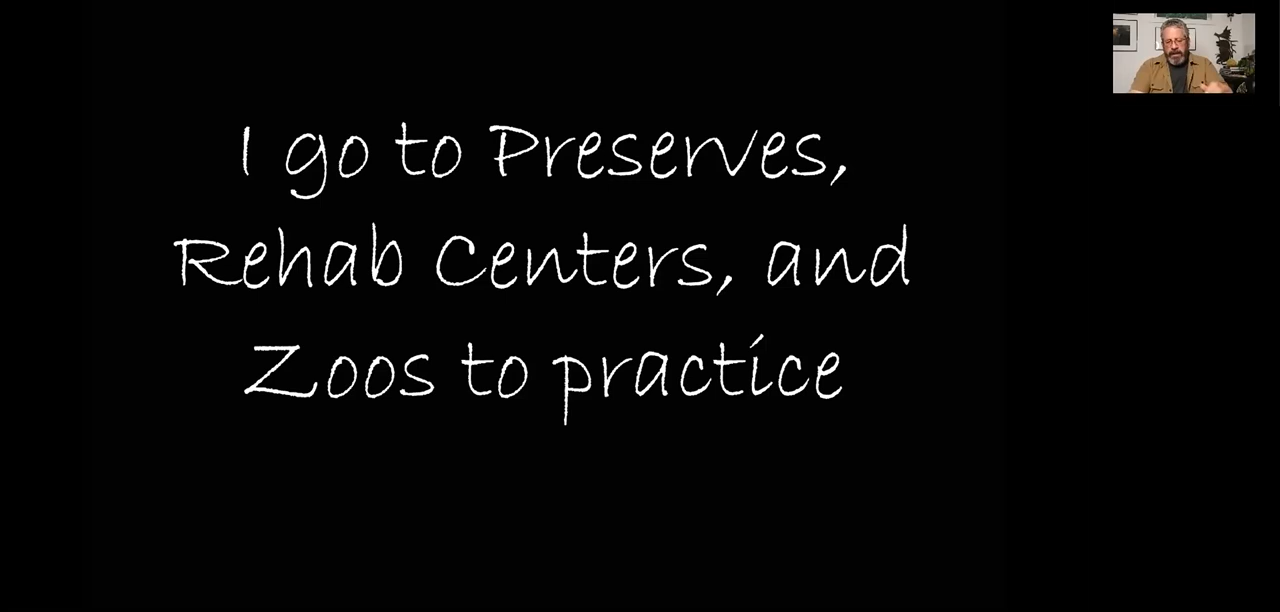 I go to Preserves,
Rehab Centers, and
Zoos to practice